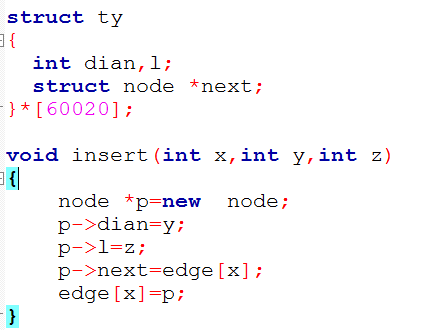 struct ty
{
  int dian,l;
  struct node *next;
}*[60020];
void insert(int x,int y,int z)
{
    node *p=new  node;
    p->dian=y;
    p->l=z;
    p->next=edge[x];
    edge[x]=p;
}